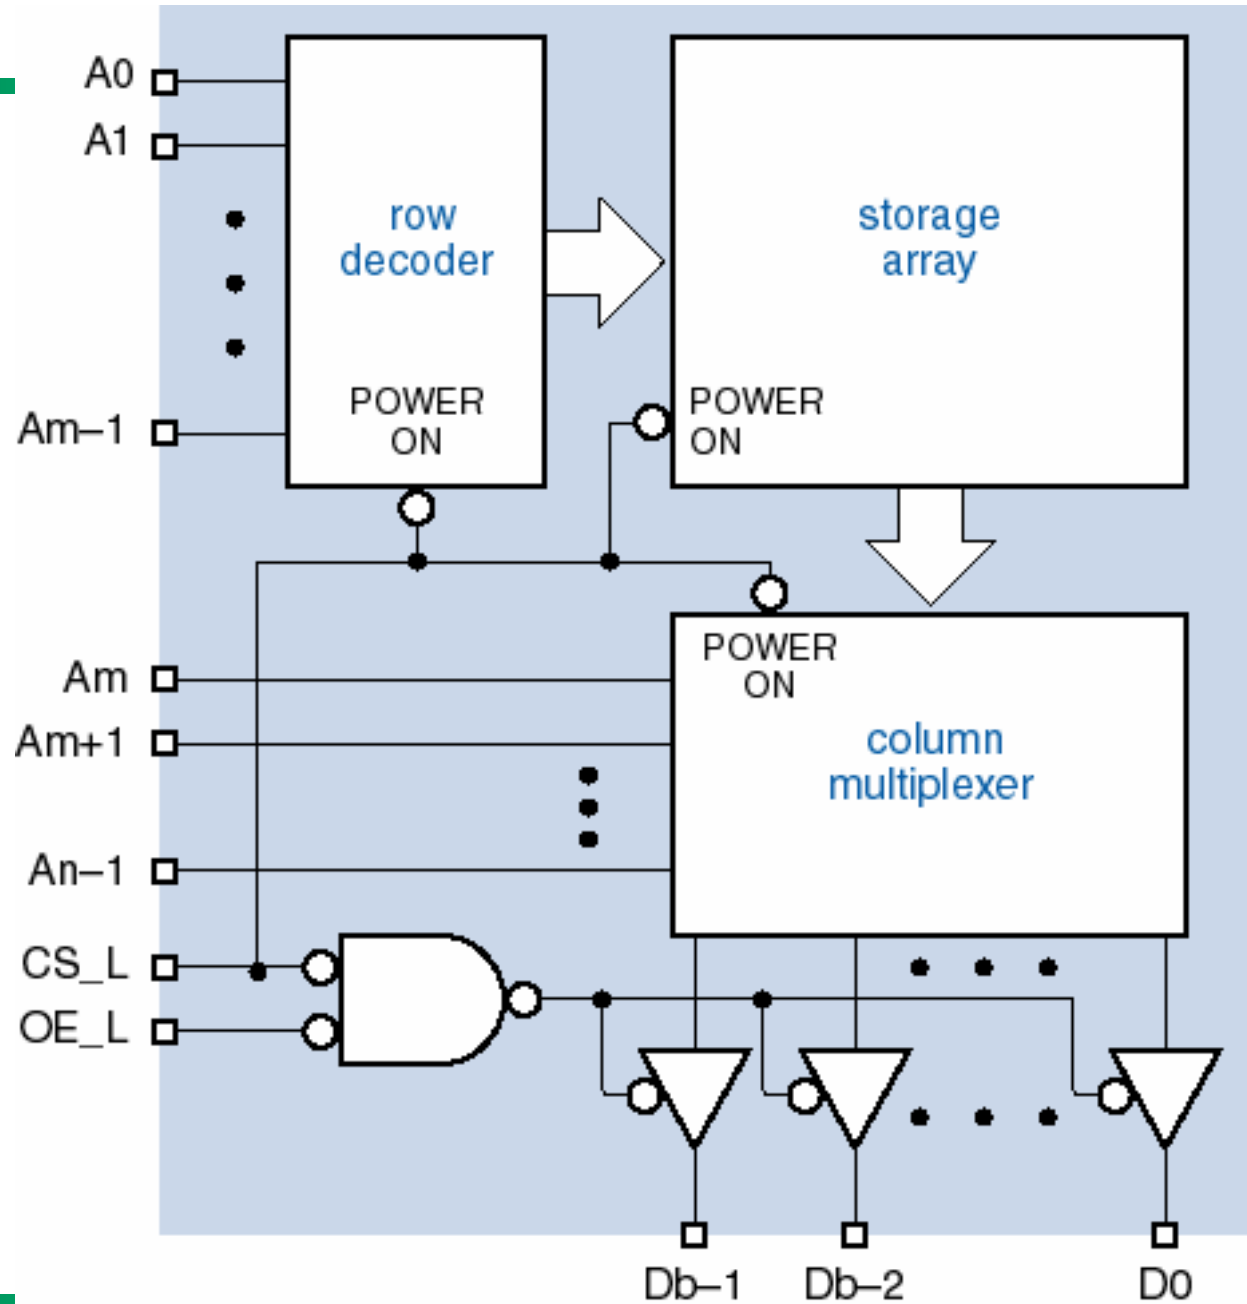 A0
A1
row
decoder
storage
array
POWER
ON
POWER
ON
Am–1
POWER
ON
Am
Am+1
column
multiplexer
An–1
CS_L
OE_L
Db–1
Db–2
D0